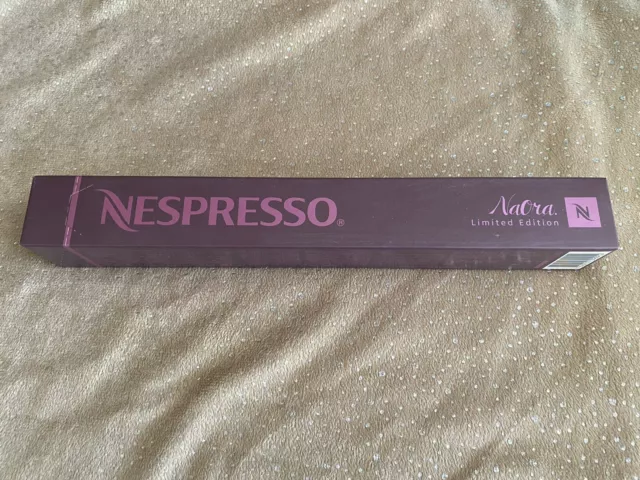 NESPRESSO®
NaOra.
Limited Edition
N